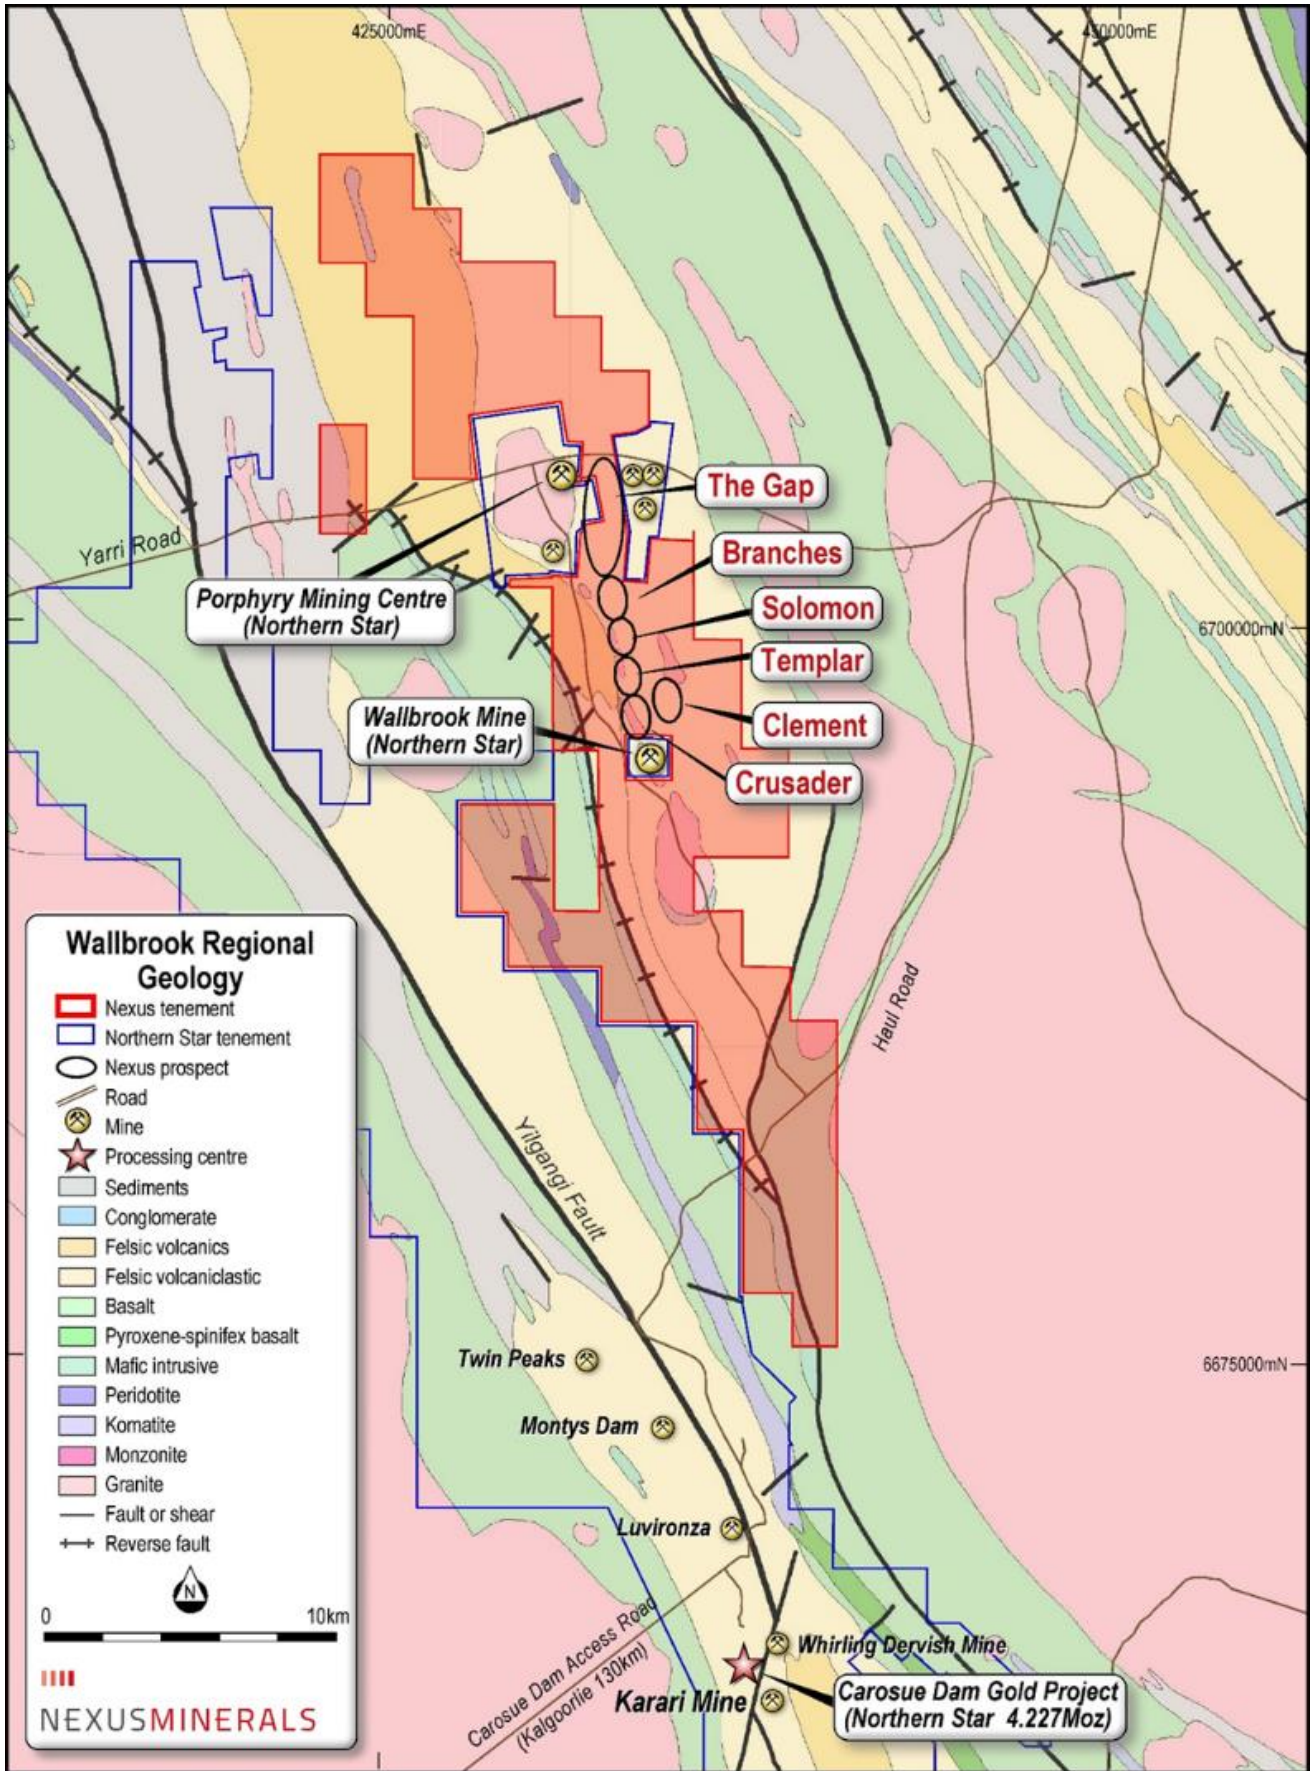 425000mE
450000mE
The Gap
Branches
Yarri Road
Porphyry Mining Centre
(Northern Star)
Solomon
6700000mN
Templar
Wallbrook Mine
(Northern Star)
Clement
Crusader
Wallbrook Regional
Geology
Nexus tenement
Northern Star tenement
Nexus prospect
Road
Mine
Processing centre
Sediments
Conglomerate
Felsic volcanics
Felsic volcaniclastic
Basalt
Pyroxene-spinifex basalt
Mafic intrusive
Peridotite
Komatite
Monzonite
Granite
Fault or shear
Reverse fault
N
0 10km
NEXUSMINERALS
Haul Road
Yilgangi Fault
Twin Peaks
6675000mN
Montys Dam
Luvironza
Carosue Dam Access Road
(Kalgoorlie 130km)
Whirling Dervish Mine
Karari Mine
Carosue Dam Gold Project
(Northern Star 4.227Moz)